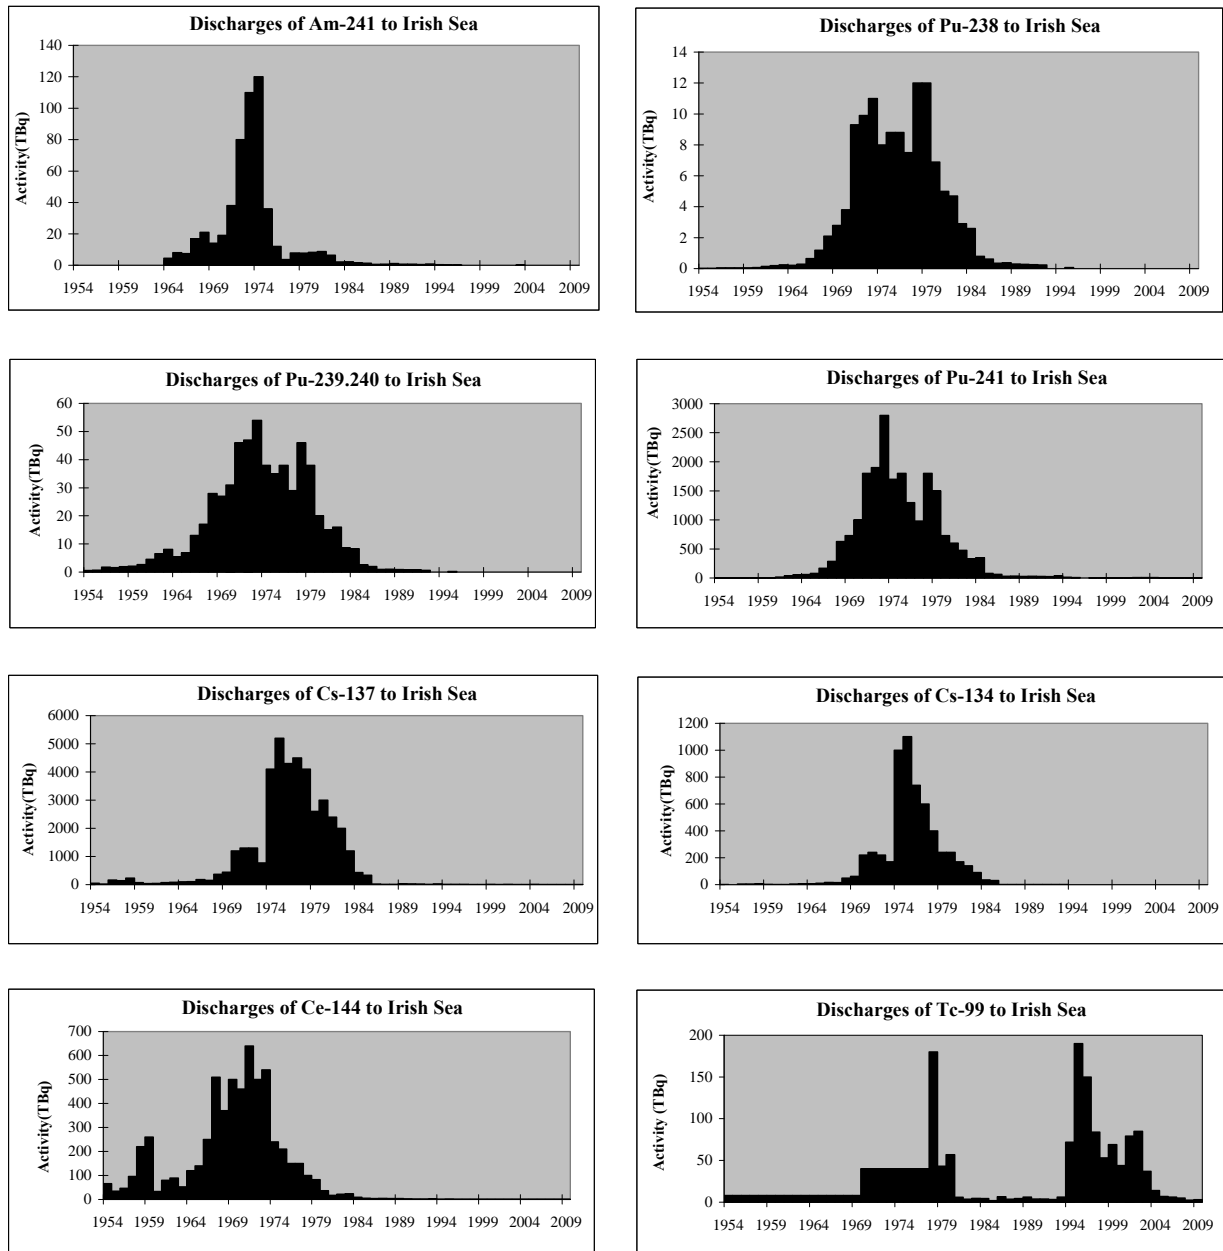 Discharges of Am-241 to Irish Sea
Activity(TBq)
140
120
100
80
60
40
20
0
1954 1959 1964 1969 1974 1979 1984 1989 1994 1999 2004 2009
Discharges of Pu-238 to Irish Sea
Activity(TBq)
14
12
10
8
6
4
2
0
1954 1959 1964 1969 1974 1979 1984 1989 1994 1999 2004 2009
Discharges of Pu-239.240 to Irish Sea
Activity(TBq)
60
50
40
30
20
10
0
1954 1959 1964 1969 1974 1979 1984 1989 1994 1999 2004 2009
Discharges of Pu-241 to Irish Sea
Activity(TBq)
3000
2500
2000
1500
1000
500
0
1954 1959 1964 1969 1974 1979 1984 1989 1994 1999 2004 2009
Discharges of Cs-137 to Irish Sea
Activity(TBq)
6000
5000
4000
3000
2000
1000
0
1954 1959 1964 1969 1974 1979 1984 1989 1994 1999 2004 2009
Discharges of Cs-134 to Irish Sea
Activity(TBq)
1200
1000
800
600
400
200
0
1954 1959 1964 1969 1974 1979 1984 1989 1994 1999 2004 2009
Discharges of Ce-144 to Irish Sea
Activity(TBq)
700
600
500
400
300
200
100
0
1954 1959 1964 1969 1974 1979 1984 1989 1994 1999 2004 2009
Discharges of Tc-99 to Irish Sea
Activity (TBq)
200
150
100
50
0
1954 1959 1964 1969 1974 1979 1984 1989 1994 1999 2004 2009